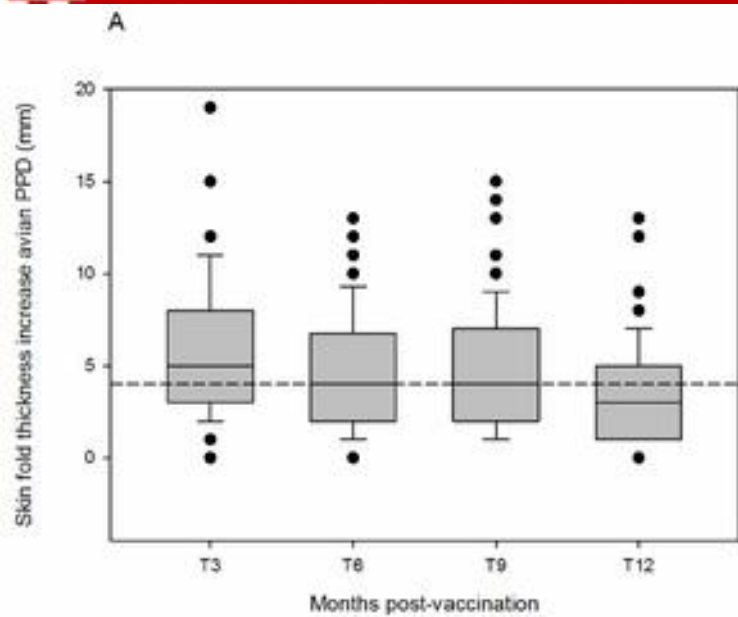 A
Skin fold thickness increase avian PPD (mm)
20
15
10
5
0
T3 T6 T9 T12
Months post-vaccination